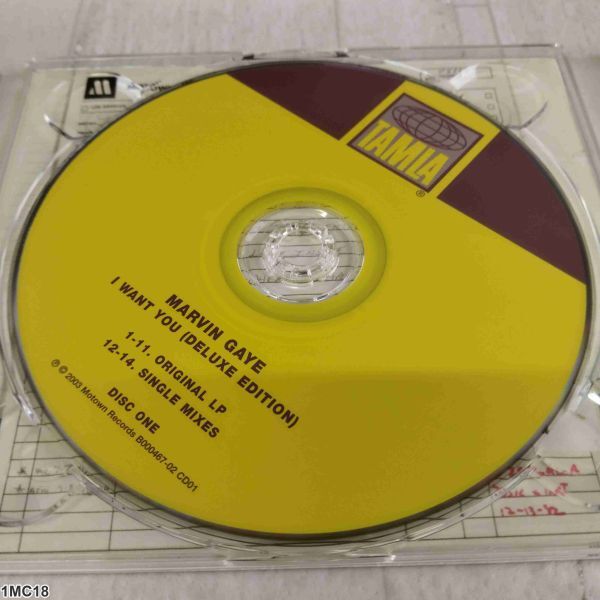 TAMLA
®
MARVIN GAYE
I WANT YOU (DELUXE EDITION)
1-11. ORIGINAL LP
12-14. SINGLE MIXES
DISC ONE
℗ © 2003 Motown Records B000467-02 CD01
1MC18